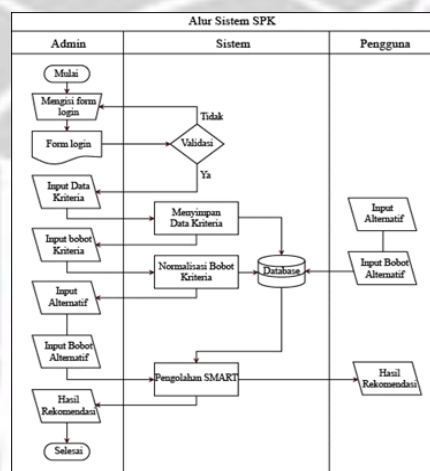 Alur Sistem SPK
Admin
Sistem
Pengguna
Mulai
Mengisi form
login
Form login
Validasi
Tidak
Ya
Input Data
Kriteria
Menyimpan
Data Kriteria
Input bobot
Kriteria
Normalisasi Bobot
Kriteria
Database
Input
Alternatif
Input Bobot
Alternatif
Input
Alternatif
Input Bobot
Alternatif
Pengolahan SMART
Hasil
Rekomendasi
Hasil
Rekomendasi
Selesai